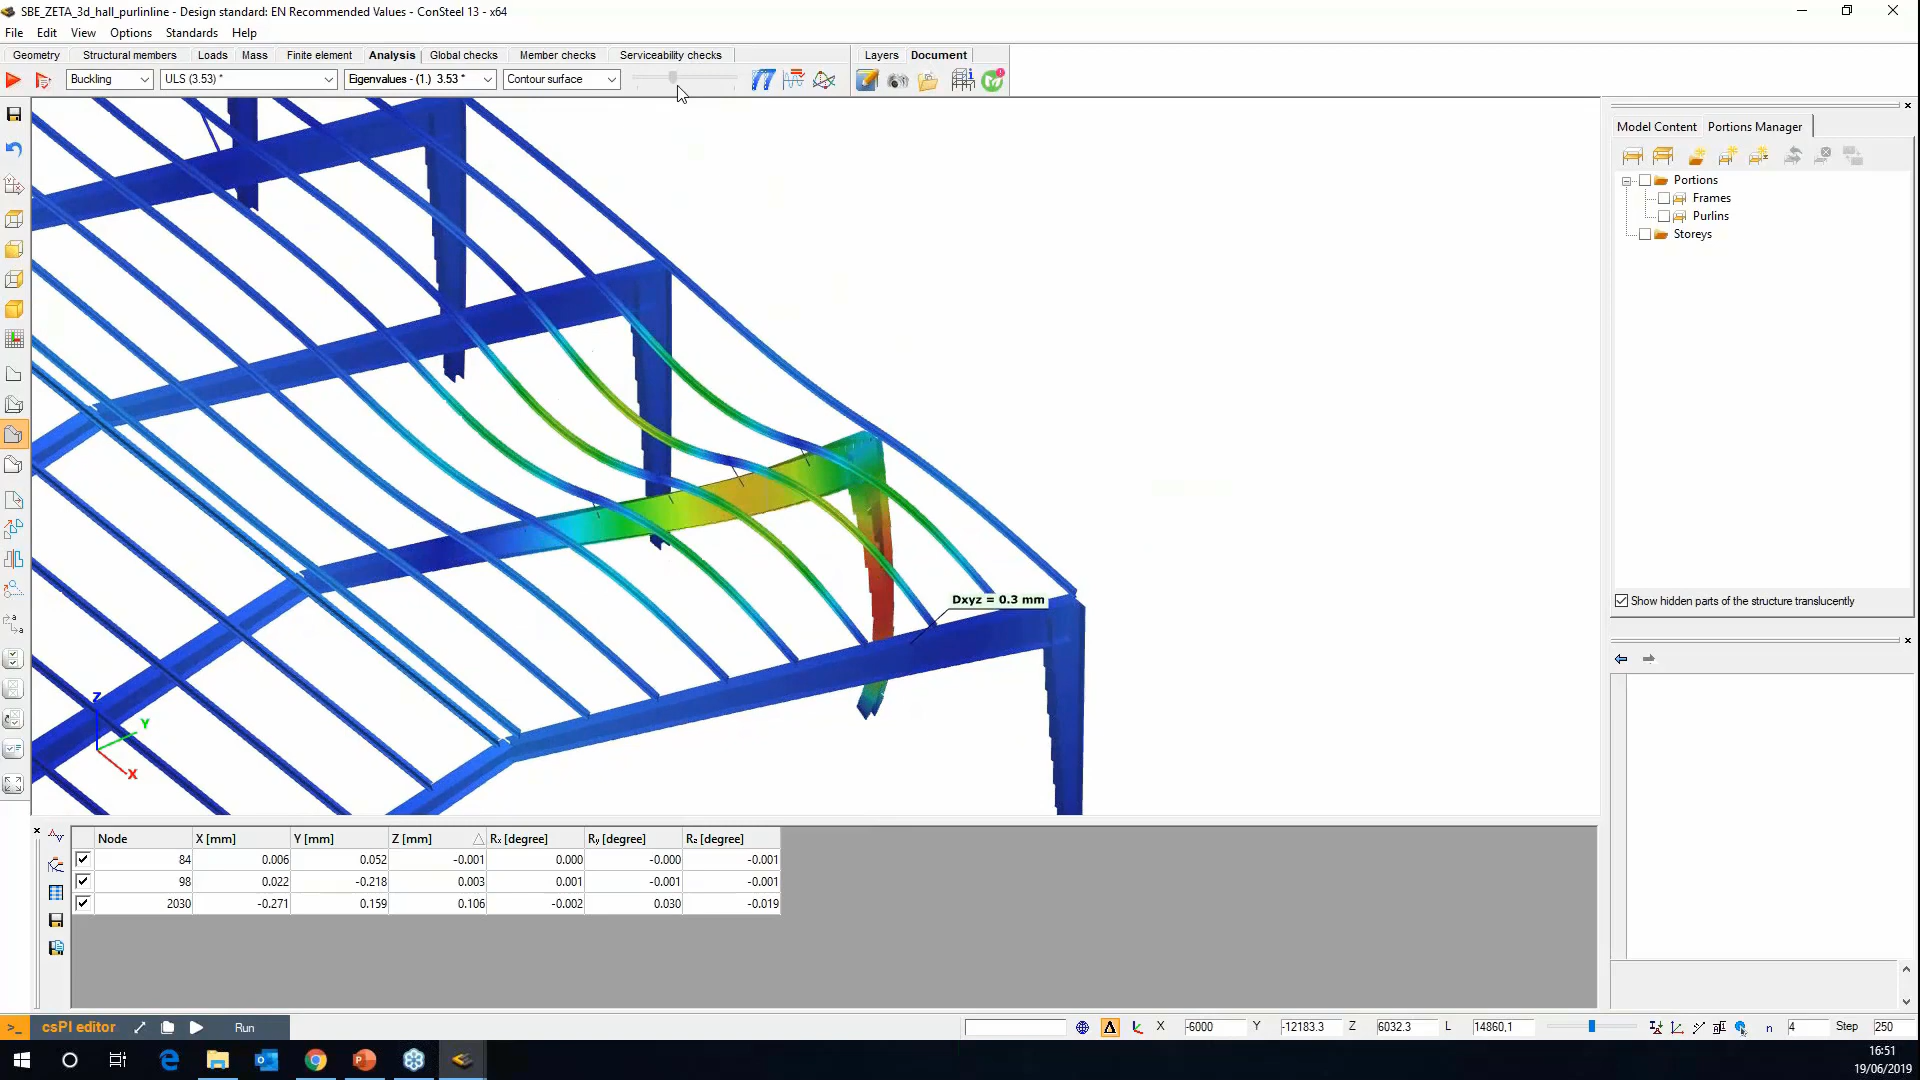 SBE_ZETA_3d_hall_purlinline - Design standard: EN Recommended Values - ConSteel 13 - x64
File Edit View Options Standards Help
Geometry Structural members Loads Mass Finite element Analysis Global checks Member checks Serviceability checks Layers Document
Buckling ULS (3.53) * Eigenvalues - (1.) 3.53 * Contour surface
Model Content Portions Manager
Portions
Frames
Purlins
Storeys
Dxyz = 0.3 mm
Show hidden parts of the structure translucently
Z
Y
X
Node X [mm] Y [mm] Z [mm] Rx [degree] Ry [degree] Rz [degree]
84 0.006 0.052 -0.001 0.000 -0.000 -0.001
98 0.022 -0.218 0.003 0.001 -0.001 -0.001
2030 -0.271 0.159 0.106 -0.002 0.030 -0.019
>_ csPI editor Run X -6000 Y -12183.3 Z 6032.3 L 14860,1 n 4 Step 250
16:51
19/06/2019